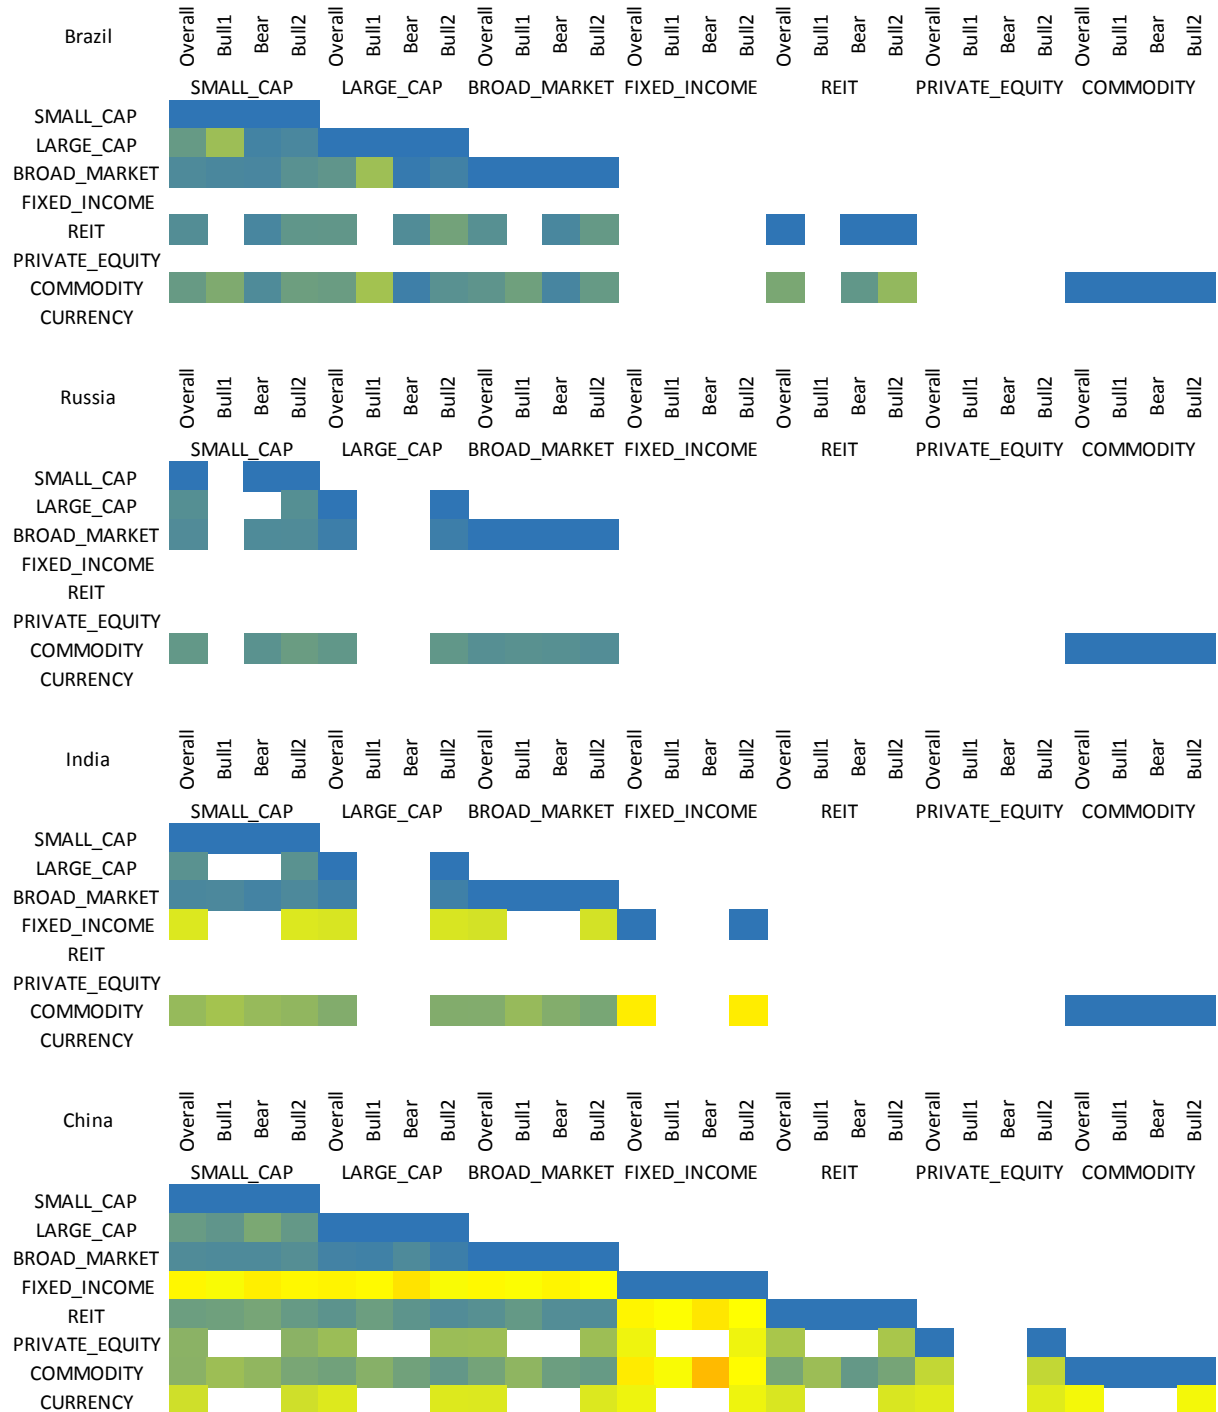 Brazil Overall Bull1 Bear Bull2 Overall Bull1 Bear Bull2 Overall Bull1 Bear Bull2 Overall Bull1 Bear Bull2 Overall Bull1 Bear Bull2 Overall Bull1 Bear Bull2 Overall Bull1 Bear Bull2
SMALL_CAP LARGE_CAP BROAD_MARKET FIXED_INCOME REIT PRIVATE_EQUITY COMMODITY
SMALL_CAP
LARGE_CAP
BROAD_MARKET
FIXED_INCOME
REIT
PRIVATE_EQUITY
COMMODITY
CURRENCY
Russia Overall Bull1 Bear Bull2 Overall Bull1 Bear Bull2 Overall Bull1 Bear Bull2 Overall Bull1 Bear Bull2 Overall Bull1 Bear Bull2 Overall Bull1 Bear Bull2 Overall Bull1 Bear Bull2
SMALL_CAP LARGE_CAP BROAD_MARKET FIXED_INCOME REIT PRIVATE_EQUITY COMMODITY
SMALL_CAP
LARGE_CAP
BROAD_MARKET
FIXED_INCOME
REIT
PRIVATE_EQUITY
COMMODITY
CURRENCY
India Overall Bull1 Bear Bull2 Overall Bull1 Bear Bull2 Overall Bull1 Bear Bull2 Overall Bull1 Bear Bull2 Overall Bull1 Bear Bull2 Overall Bull1 Bear Bull2 Overall Bull1 Bear Bull2
SMALL_CAP LARGE_CAP BROAD_MARKET FIXED_INCOME REIT PRIVATE_EQUITY COMMODITY
SMALL_CAP
LARGE_CAP
BROAD_MARKET
FIXED_INCOME
REIT
PRIVATE_EQUITY
COMMODITY
CURRENCY
China Overall Bull1 Bear Bull2 Overall Bull1 Bear Bull2 Overall Bull1 Bear Bull2 Overall Bull1 Bear Bull2 Overall Bull1 Bear Bull2 Overall Bull1 Bear Bull2 Overall Bull1 Bear Bull2
SMALL_CAP LARGE_CAP BROAD_MARKET FIXED_INCOME REIT PRIVATE_EQUITY COMMODITY
SMALL_CAP
LARGE_CAP
BROAD_MARKET
FIXED_INCOME
REIT
PRIVATE_EQUITY
COMMODITY
CURRENCY